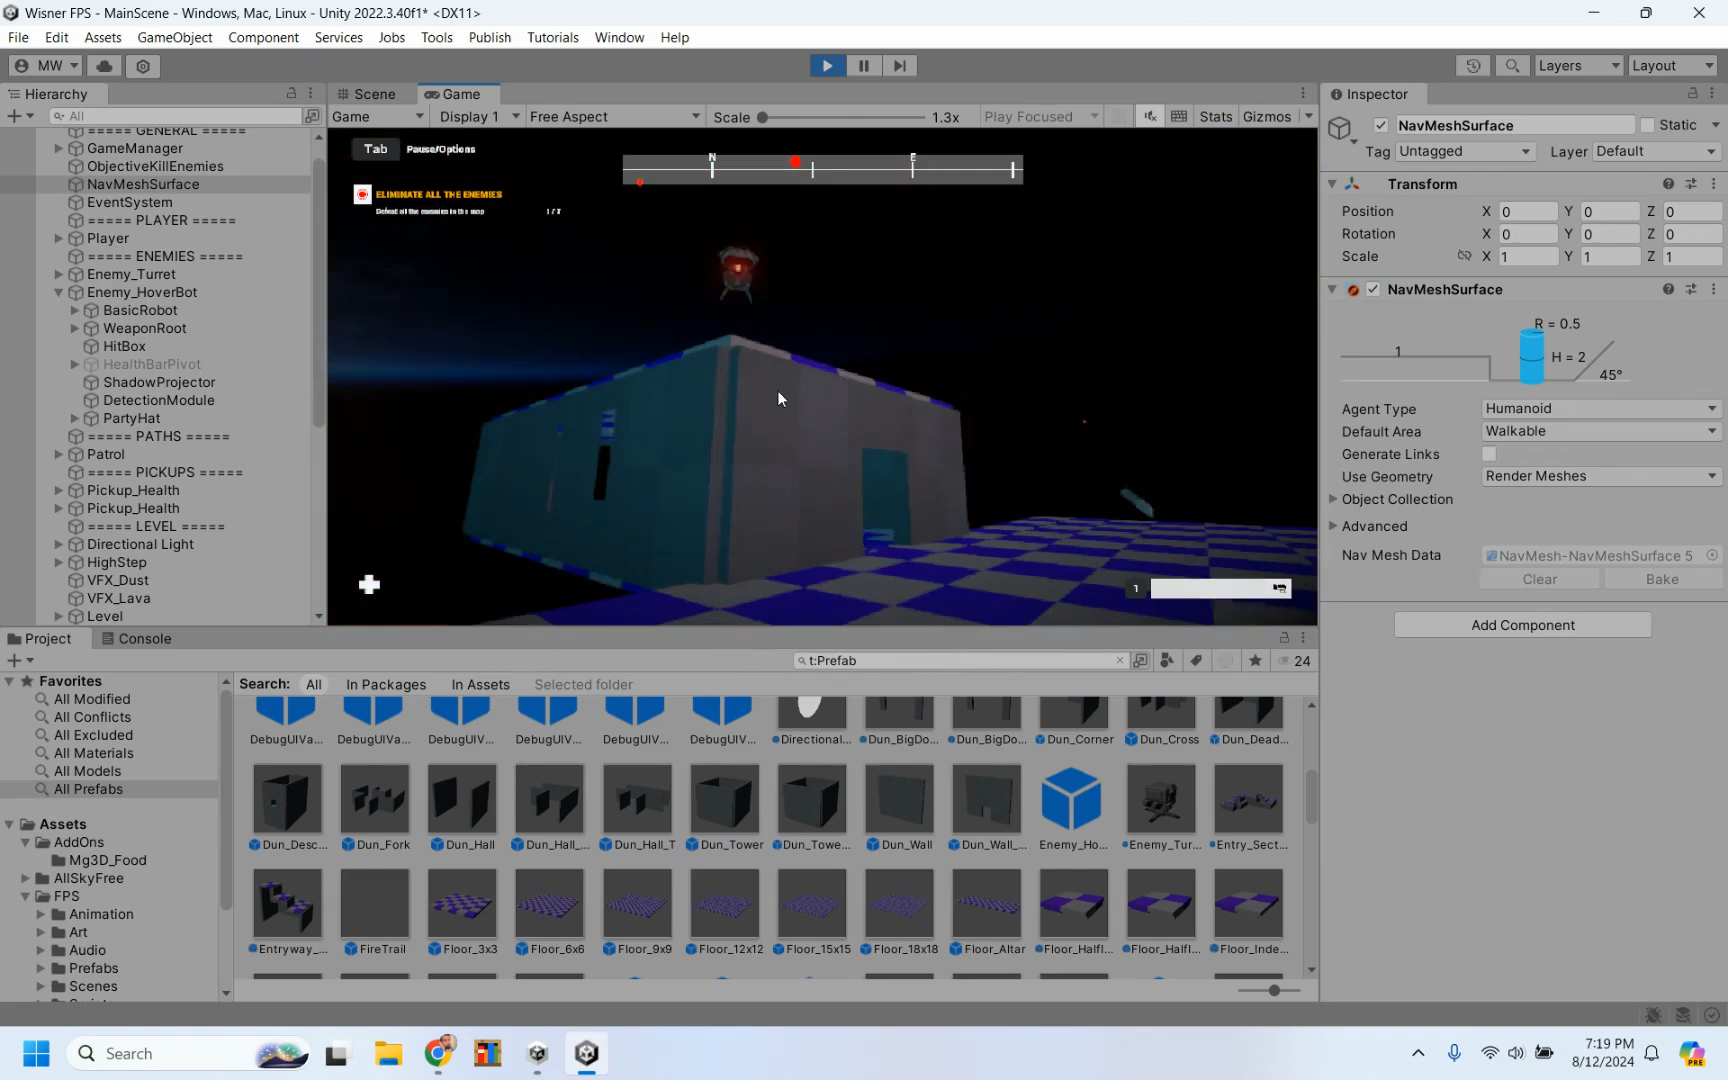 Wisner FPS - MainScene - Windows, Mac, Linux - Unity 2022.3.40f1* <DX11>
File Edit Assets GameObject Component Services Jobs Tools Publish Tutorials Window Help
MW Layers Layout
Hierarchy
All
===== GENERAL =====
GameManager
ObjectiveKillEnemies
NavMeshSurface
EventSystem
===== PLAYER =====
Player
===== ENEMIES =====
Enemy_Turret
Enemy_HoverBot
BasicRobot
WeaponRoot
HitBox
HealthBarPivot
ShadowProjector
DetectionModule
PartyHat
===== PATHS =====
Patrol
===== PICKUPS =====
Pickup_Health
Pickup_Health
===== LEVEL =====
Directional Light
HighStep
VFX_Dust
VFX_Lava
Level
Scene Game
Game Display 1 Free Aspect Scale 1.3x Play Focused Stats Gizmos
Tab Pause/Options
N E
ELIMINATE ALL THE ENEMIES
Defeat all the enemies in the map
1
Inspector
NavMeshSurface Static
Tag Untagged Layer Default
Transform
Position X 0 Y 0 Z 0
Rotation X 0 Y 0 Z 0
Scale X 1 Y 1 Z 1
NavMeshSurface
R = 0.5
1 H = 2
45°
Agent Type Humanoid
Default Area Walkable
Generate Links
Use Geometry Render Meshes
Object Collection
Advanced
Nav Mesh Data NavMesh-NavMeshSurface 5
Clear Bake
Add Component
Project Console
t:Prefab 24
Favorites
All Modified
All Conflicts
All Excluded
All Materials
All Models
All Prefabs
Assets
AddOns
Mg3D_Food
AllSkyFree
FPS
Animation
Art
Audio
Prefabs
Scenes
Search: All In Packages In Assets Selected folder
DebugUIVa... DebugUIVa... DebugUIV... DebugUIV... DebugUIV... DebugUIV... Directional... Dun_BigDo... Dun_BigDo... Dun_Corner Dun_Cross Dun_Dead...
Dun_Desc... Dun_Fork Dun_Hall Dun_Hall_... Dun_Hall_T Dun_Tower Dun_Towe... Dun_Wall Dun_Wall_... Enemy_Ho... Enemy_Tur... Entry_Sect...
Entryway_... FireTrail Floor_3x3 Floor_6x6 Floor_9x9 Floor_12x12 Floor_15x15 Floor_18x18 Floor_Altar Floor_Halfl... Floor_Halfl... Floor_Inde...
Search
7:19 PM
8/12/2024
PRE